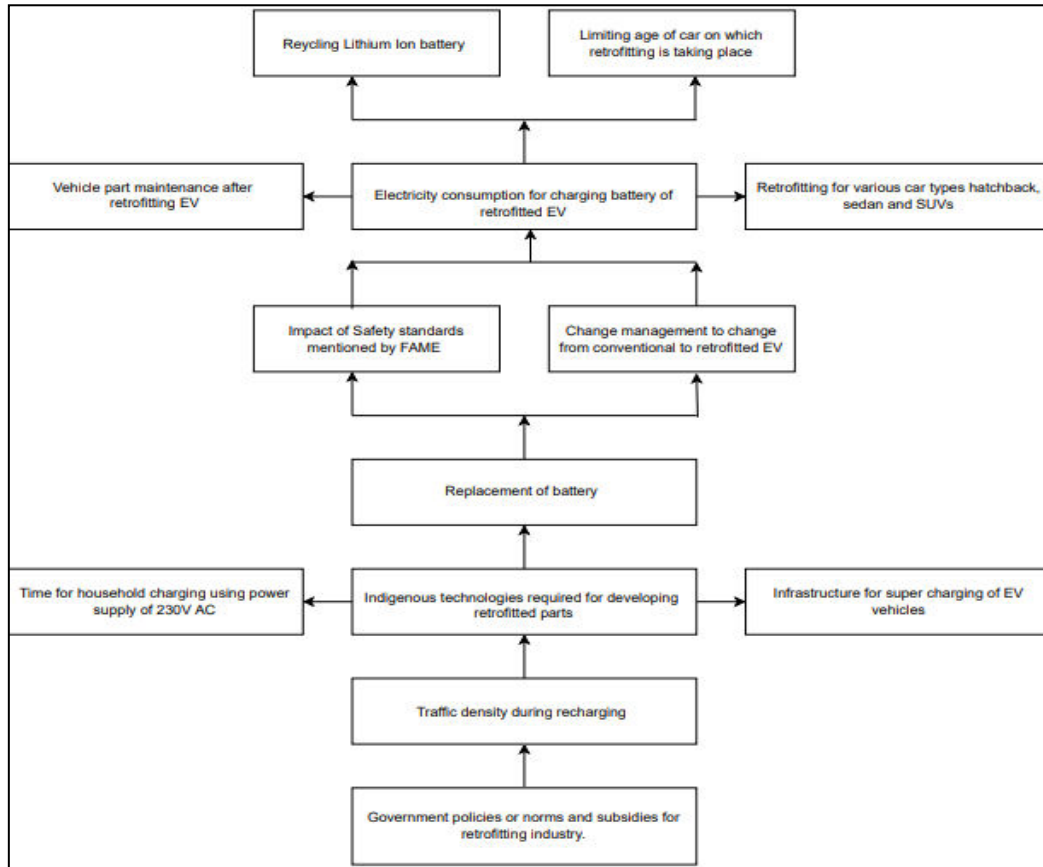 Reycling Lithium Ion battery
Limiting age of car on which
retrofitting is taking place
Vehicle part maintenance after
retrofitting EV
Electricity consumption for charging battery of
retrofitted EV
Retrofitting for various car types hatchback,
sedan and SUVs
Impact of Safety standards
mentioned by FAME
Change management to change
from conventional to retrofitted EV
Replacement of battery
Time for household charging using power
supply of 230V AC
Indigenous technologies required for developing
retrofitted parts
Infrastructure for super charging of EV
vehicles
Traffic density during recharging
Government policies or norms and subsidies for
retrofitting industry.